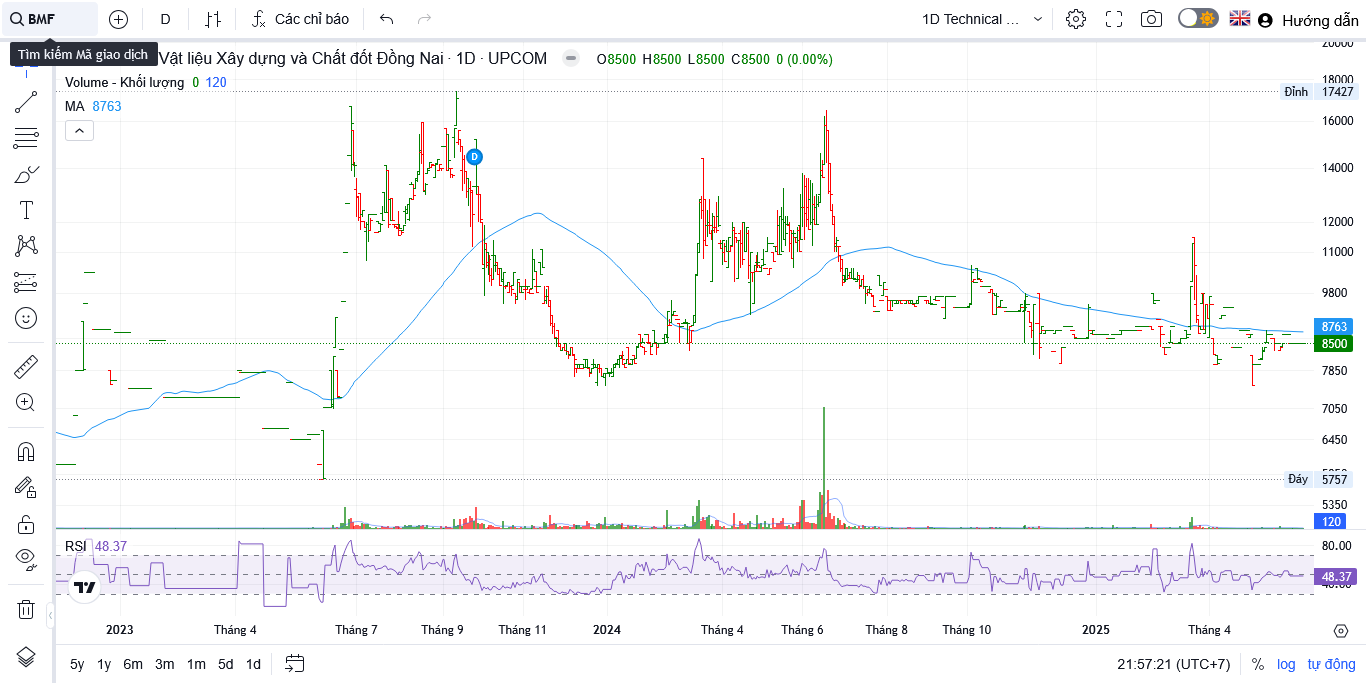 BMF
D
Các chỉ báo
1D Technical ...
Hướng dẫn
Tìm kiếm Mã giao dịch
Vật liệu Xây dựng và Chất đốt Đồng Nai · 1D · UPCOM
O8500 H8500 L8500 C8500 0 (0.00%)
Volume - Khối lượng 0 120
MA 8763
D
20000
18000
Đỉnh 17427
16000
14000
12000
11000
9800
8763
8500
7850
7050
6450
Đáy 5757
5350
120
RSI 48.37
80.00
48.37
40.00
2023
Tháng 4
Tháng 7
Tháng 9
Tháng 11
2024
Tháng 4
Tháng 6
Tháng 8
Tháng 10
2025
Tháng 4
5y 1y 6m 3m 1m 5d 1d
21:57:21 (UTC+7)
% log tự động